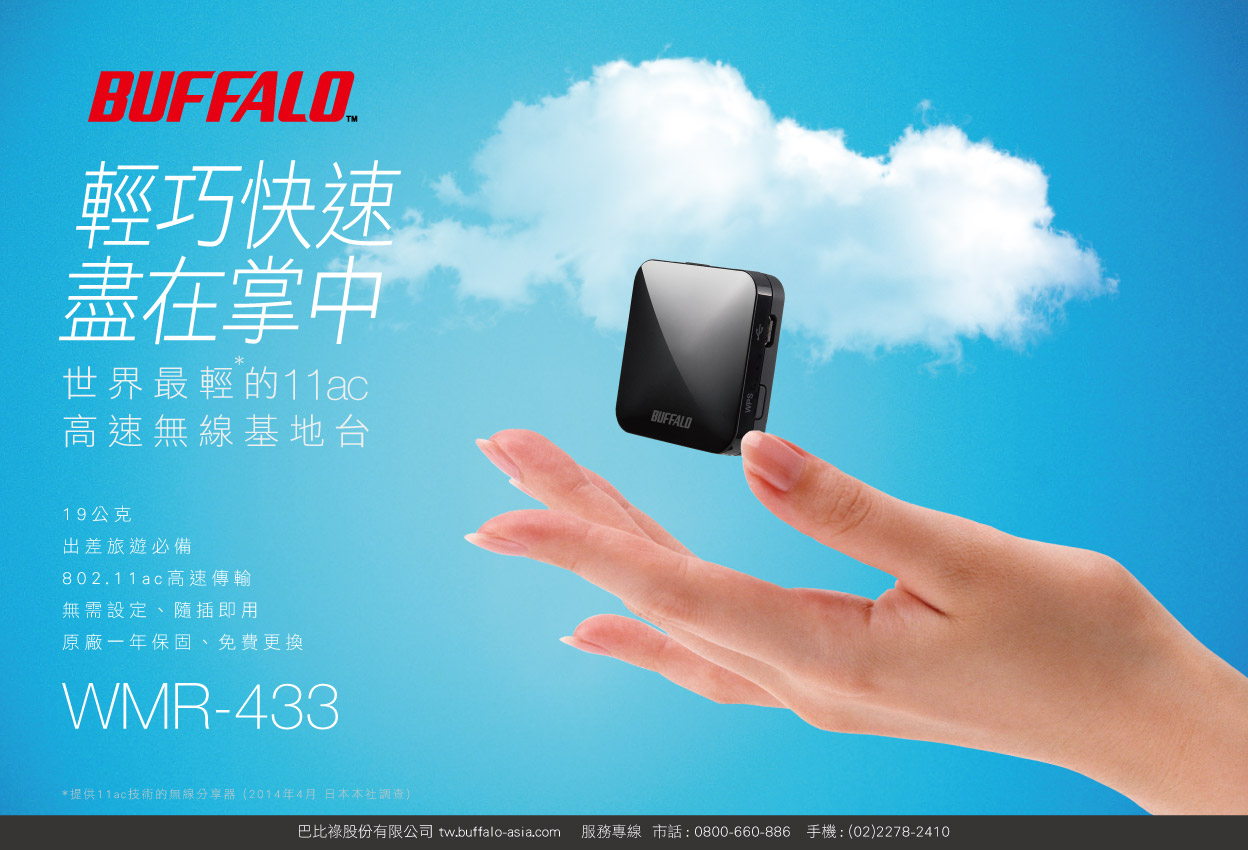 BUFFALO™
輕巧快速
盡在掌中
世界最輕*的11ac
高速無線基地台
19公克
出差旅遊必備
802.11ac高速傳輸
無需設定、隨插即用
原廠一年保固、免費更換
WMR-433
*提供11ac技術的無線分享器 (2014年4月 日本本社調查)
BUFFALO
WPS
巴比祿股份有限公司 tw.buffalo-asia.com 服務專線 市話 : 0800-660-886 手機 : (02)2278-2410